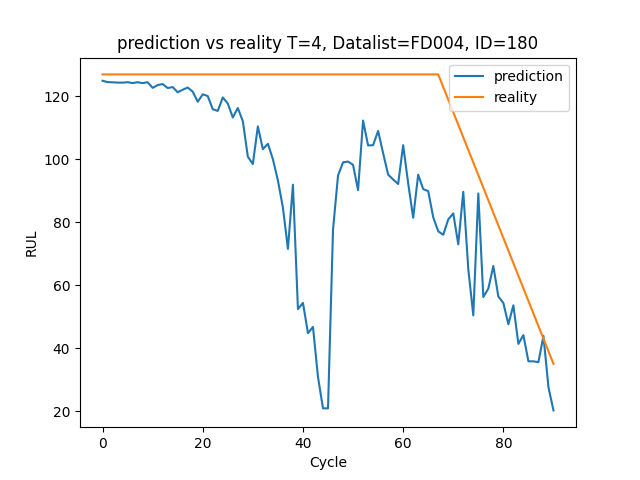 prediction vs reality T=4, Datalist=FD004, ID=180
prediction
reality
RUL
120
100
80
60
40
20
0 20 40 60 80
Cycle